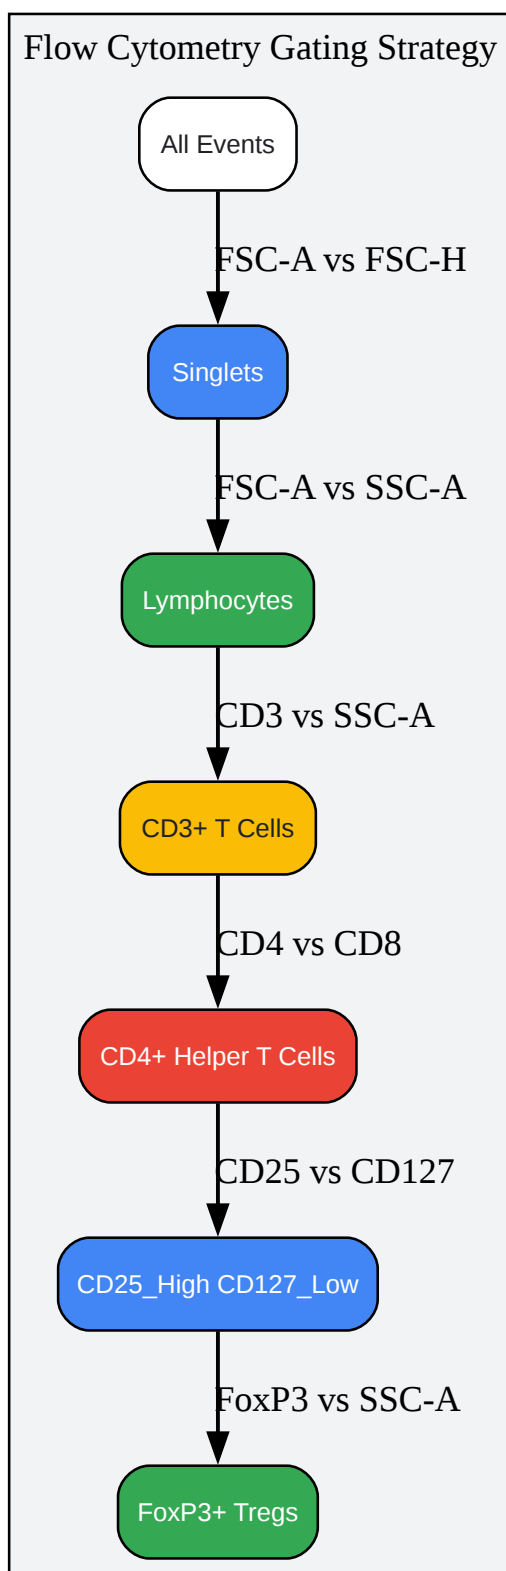 Flow Cytometry Gating Strategy
All Events
FSC-A vs FSC-H
Singlets
FSC-A vs SSC-A
Lymphocytes
CD3 vs SSC-A
CD3+ T Cells
CD4 vs CD8
CD4+ Helper T Cells
CD25 vs CD127
CD25_High CD127_Low
FoxP3 vs SSC-A
FoxP3+ Tregs